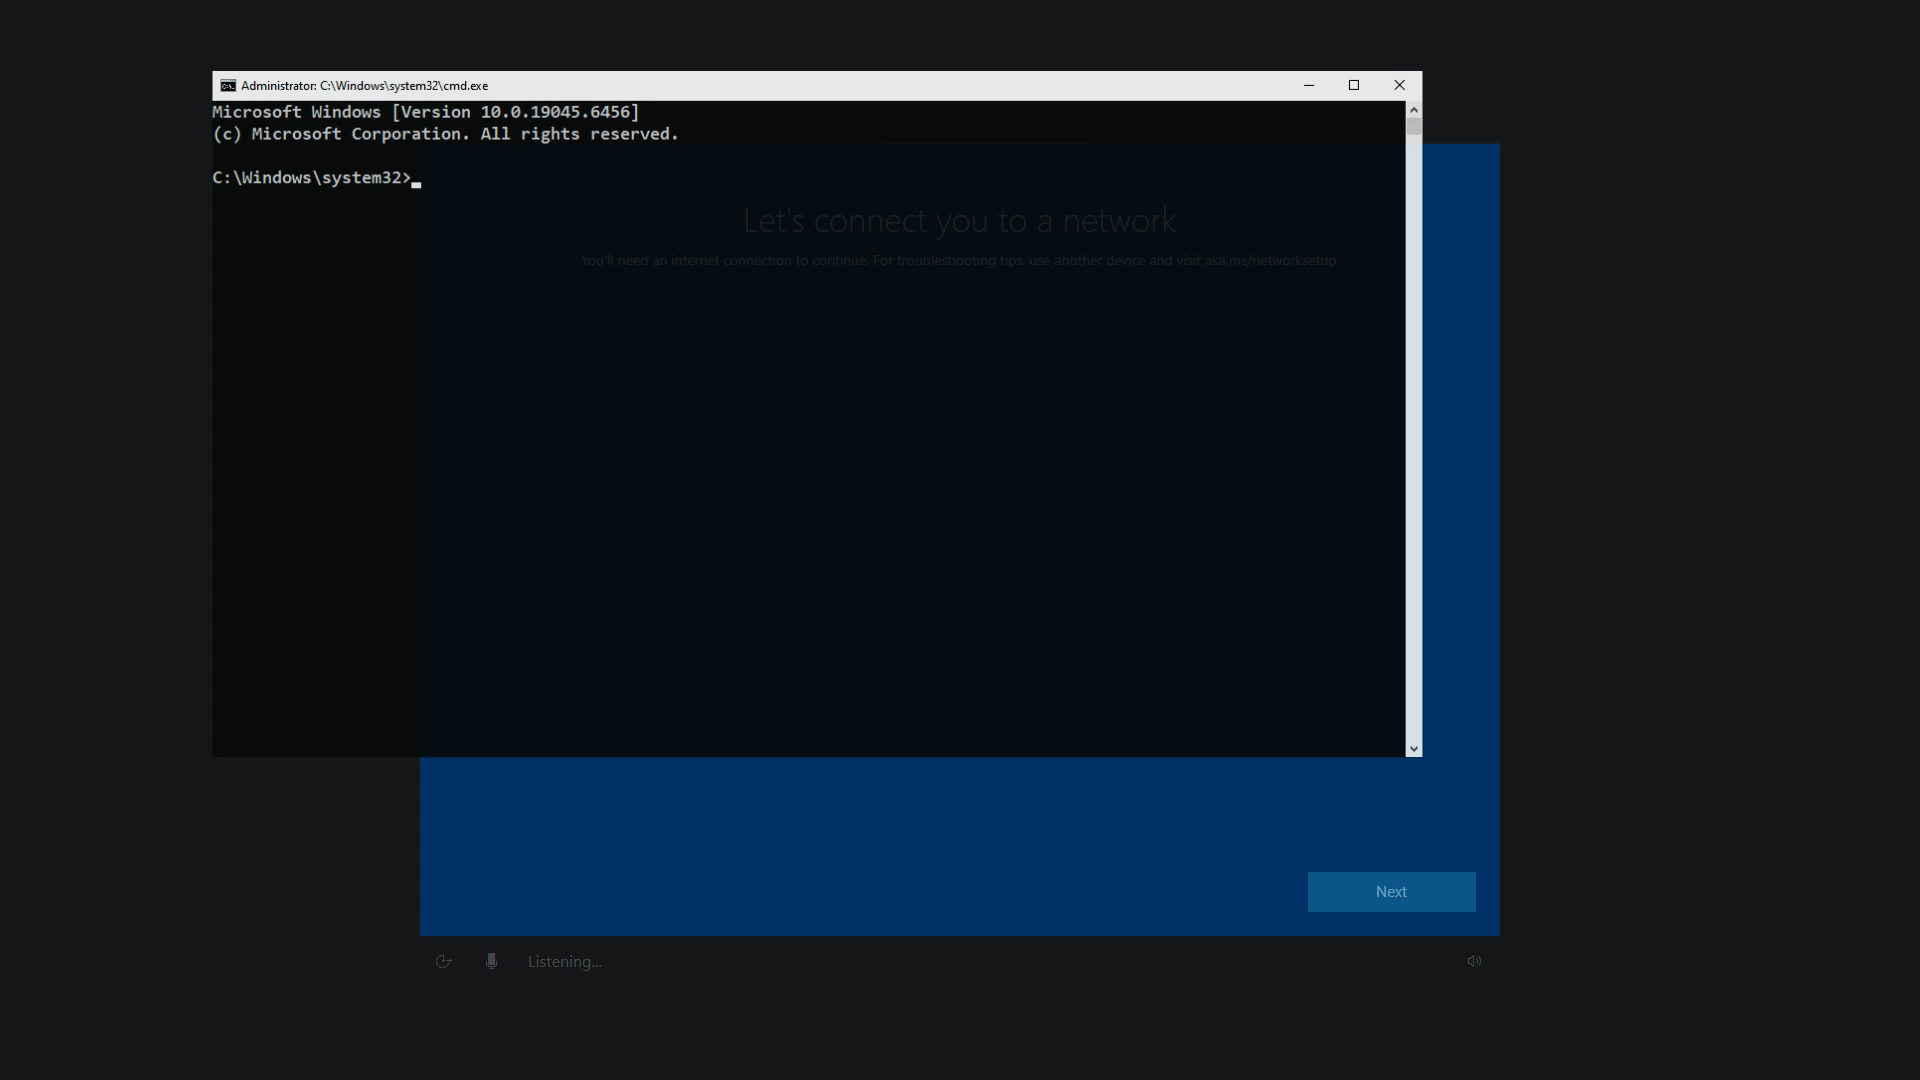 Administrator: C:\Windows\system32\cmd.exe
Microsoft Windows [Version 10.0.19045.6456]
(c) Microsoft Corporation. All rights reserved.
C:\Windows\system32>
Let's connect you to a network
You'll need an internet connection to continue. For troubleshooting tips, use another device and visit aka.ms/networksetup.
Next
Listening...